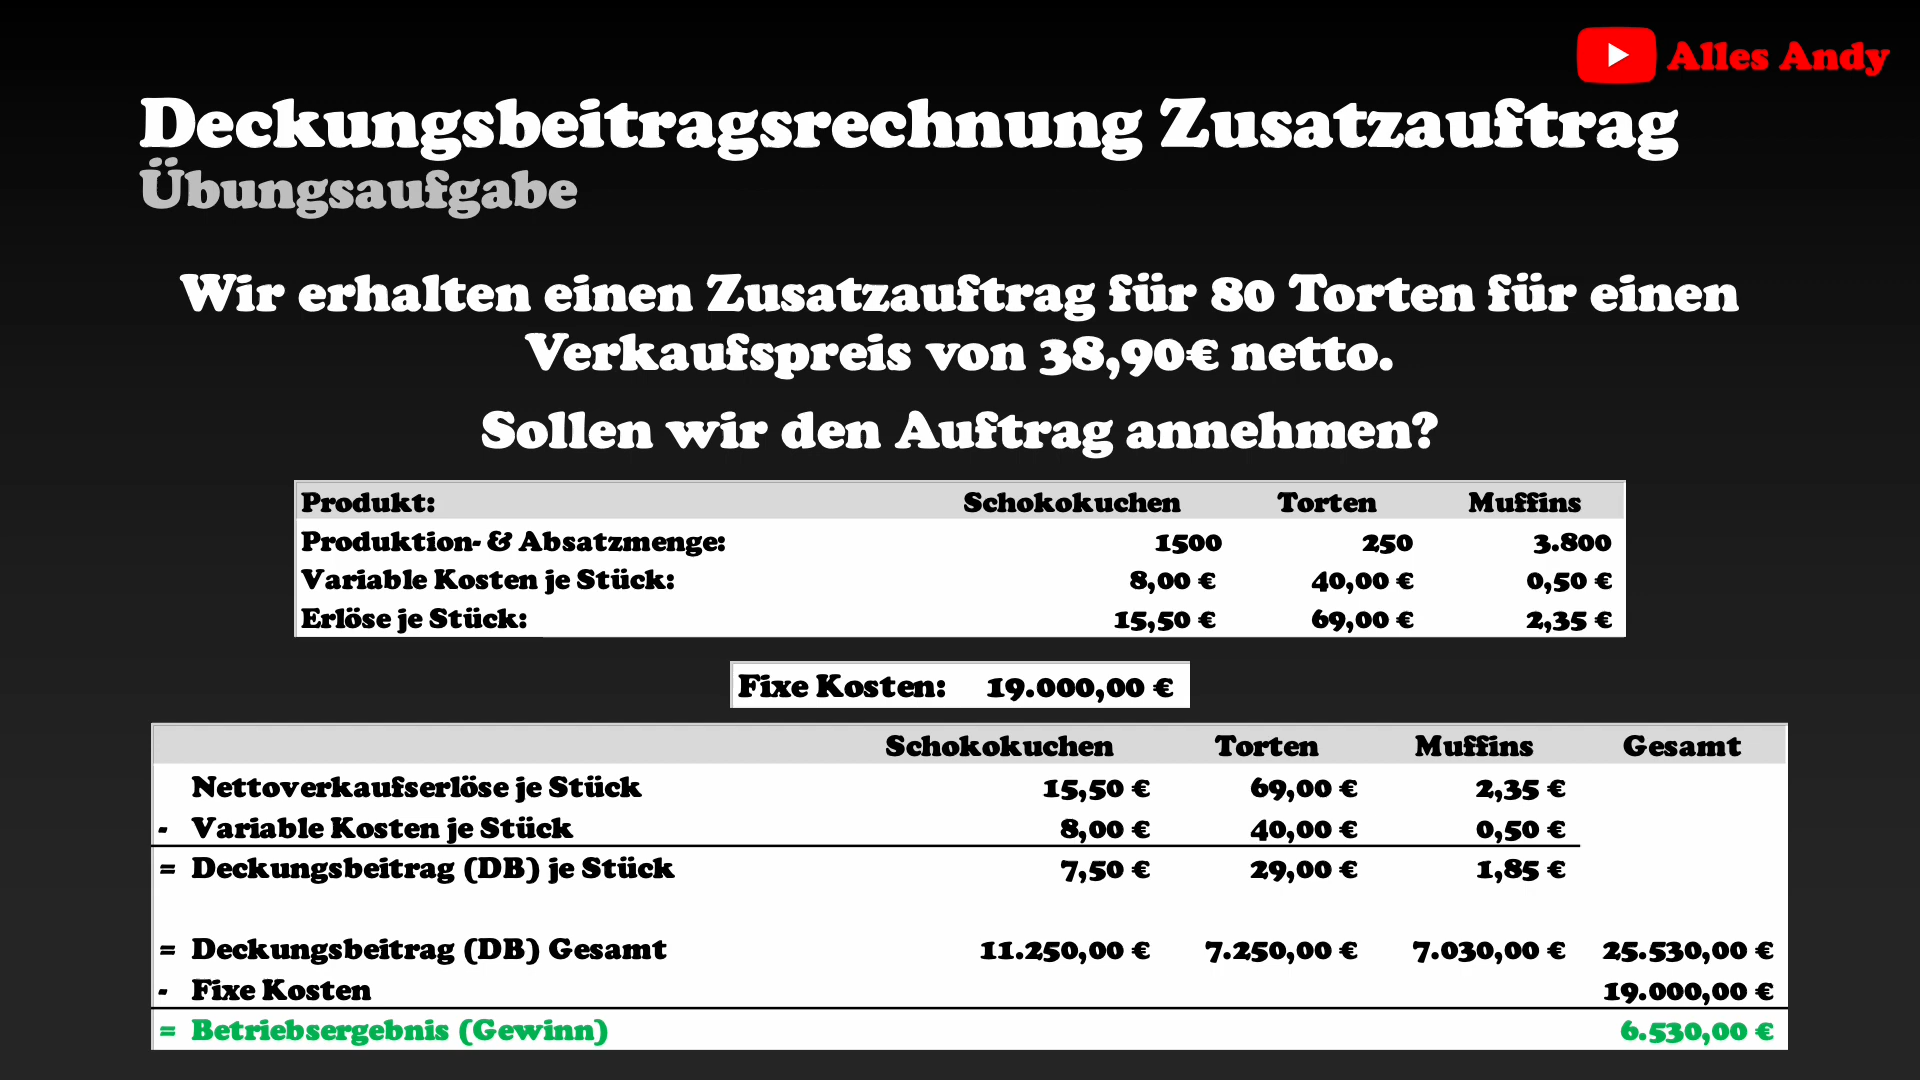 Alles Andy
Deckungsbeitragsrechnung Zusatzauftrag
Übungsaufgabe
Wir erhalten einen Zusatzauftrag für 80 Torten für einen
Verkaufspreis von 38,90€ netto.
Sollen wir den Auftrag annehmen?
Produkt: Schokokuchen Torten Muffins
Produktion- & Absatzmenge: 1500 250 3.800
Variable Kosten je Stück: 8,00 € 40,00 € 0,50 €
Erlöse je Stück: 15,50 € 69,00 € 2,35 €
Fixe Kosten: 19.000,00 €
Schokokuchen Torten Muffins Gesamt
Nettoverkaufserlöse je Stück 15,50 € 69,00 € 2,35 €
- Variable Kosten je Stück 8,00 € 40,00 € 0,50 €
= Deckungsbeitrag (DB) je Stück 7,50 € 29,00 € 1,85 €
= Deckungsbeitrag (DB) Gesamt 11.250,00 € 7.250,00 € 7.030,00 € 25.530,00 €
- Fixe Kosten 19.000,00 €
= Betriebsergebnis (Gewinn) 6.530,00 €